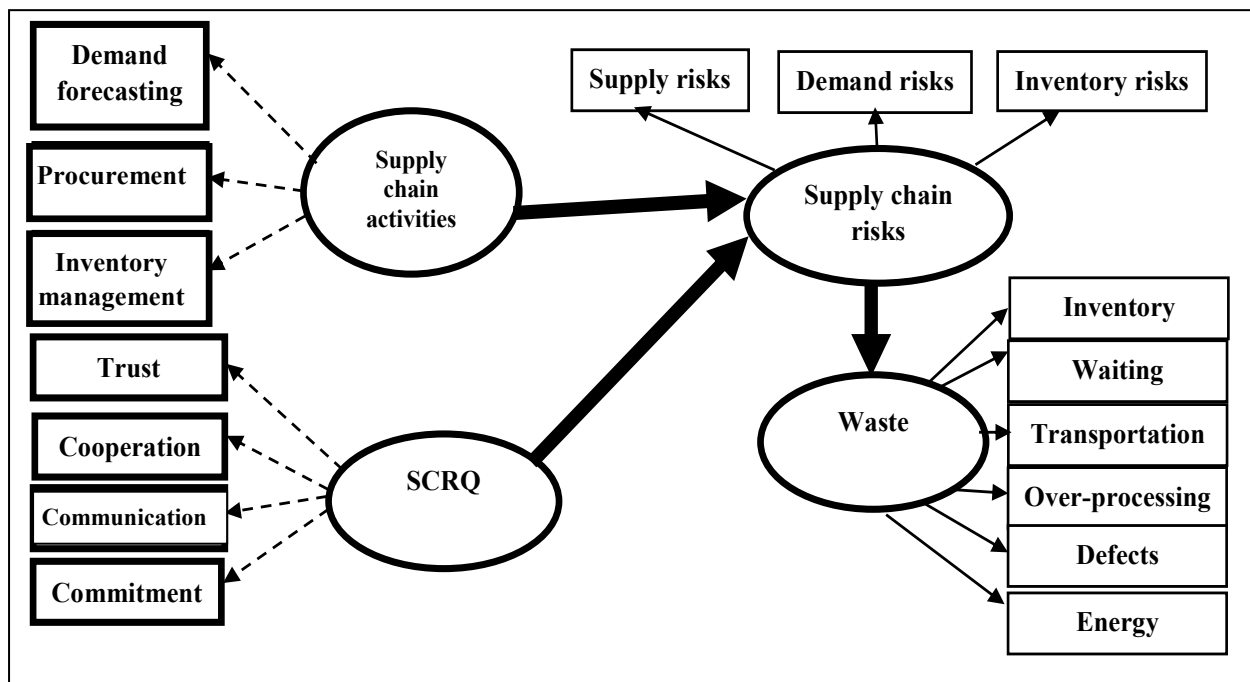 Demand
forecasting
Procurement
Inventory
management
Trust
Cooperation
Communication
Commitment
Supply
chain
activities
SCRQ
Supply risks
Demand risks
Inventory risks
Supply chain
risks
Waste
Inventory
Waiting
Transportation
Over-processing
Defects
Energy